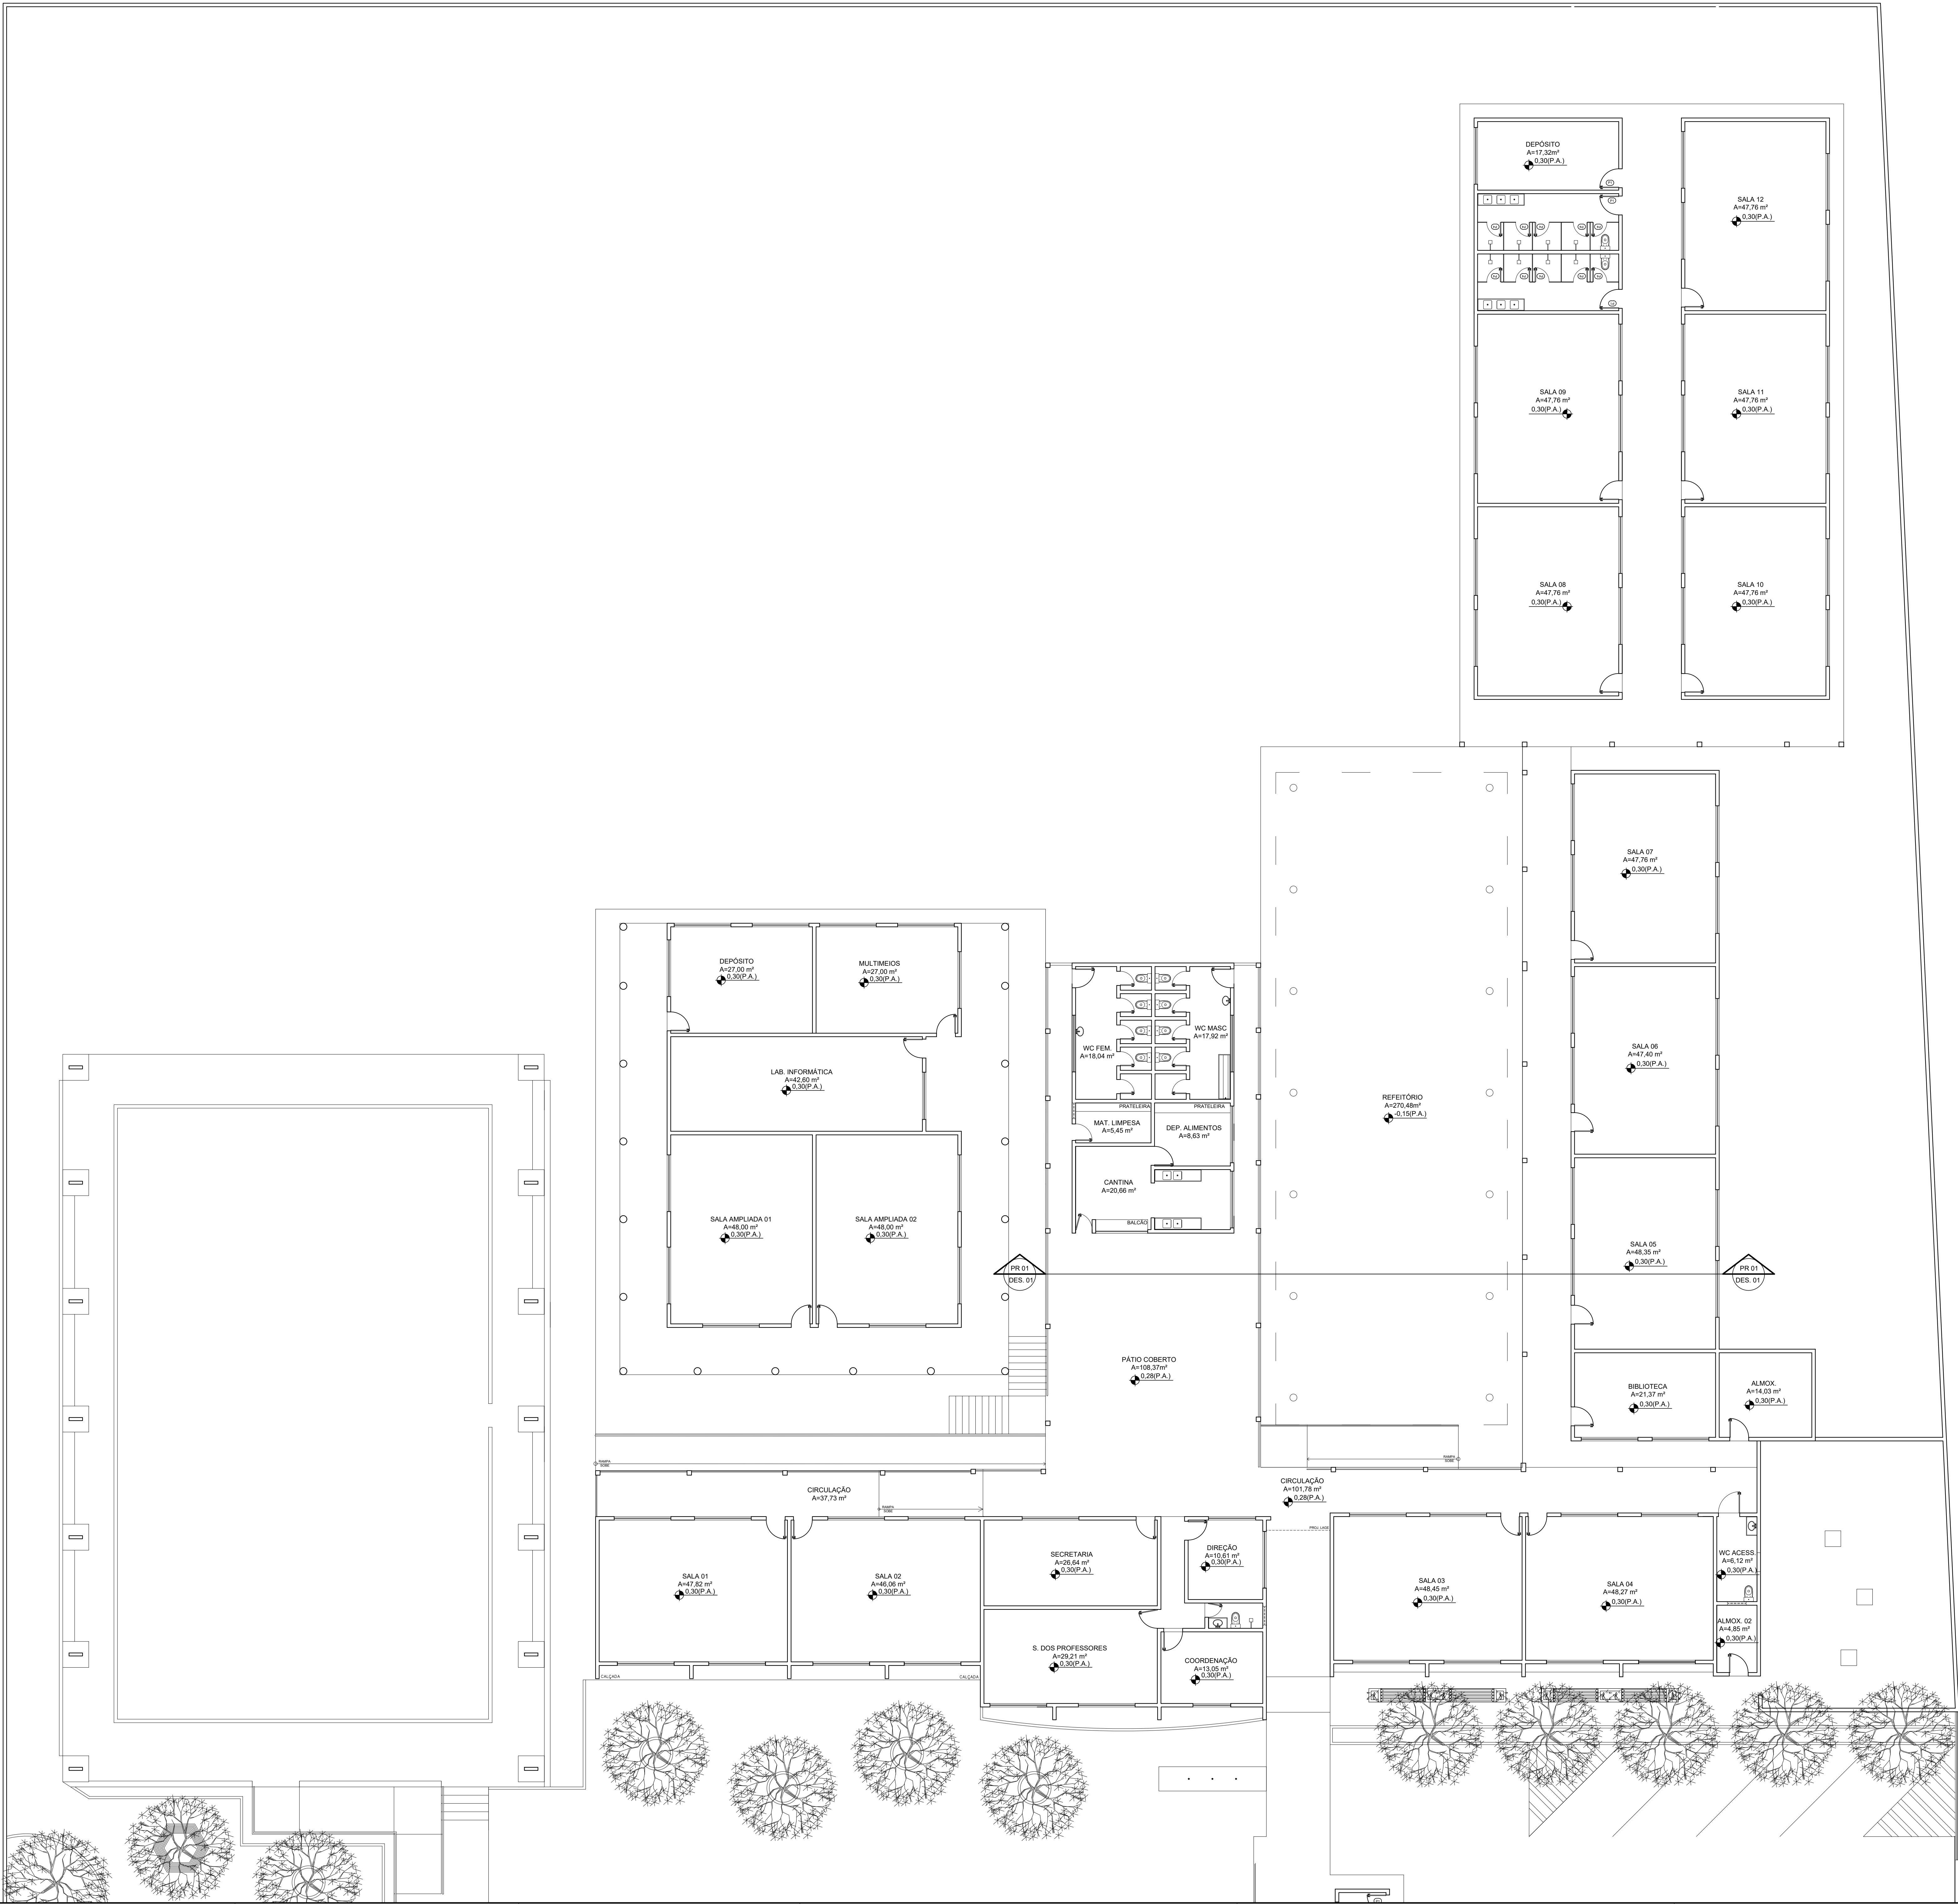 DEPÓSITO
A=17,32m²
0,30(P.A.)
SALA 12
A=47,76 m²
0,30(P.A.)
SALA 09
A=47,76 m²
0,30(P.A.)
SALA 11
A=47,76 m²
0,30(P.A.)
SALA 08
A=47,76 m²
0,30(P.A.)
SALA 10
A=47,76 m²
0,30(P.A.)
SALA 07
A=47,76 m²
0,30(P.A.)
DEPÓSITO
A=27,00 m²
0,30(P.A.)
MULTIMEIOS
A=27,00 m²
0,30(P.A.)
WC FEM.
A=18,04 m²
WC MASC
A=17,92 m²
SALA 06
A=47,40 m²
0,30(P.A.)
LAB. INFORMÁTICA
A=42,60 m²
0,30(P.A.)
REFEITÓRIO
A=270,48m²
-0,15(P.A.)
PRATELEIRA
PRATELEIRA
MAT. LIMPESA
A=5,45 m²
DEP. ALIMENTOS
A=8,63 m²
CANTINA
A=20,66 m²
BALCÃO
SALA AMPLIADA 01
A=48,00 m²
0,30(P.A.)
SALA AMPLIADA 02
A=48,00 m²
0,30(P.A.)
SALA 05
A=48,35 m²
0,30(P.A.)
PR 01
DES. 01
PR 01
DES. 01
PÁTIO COBERTO
A=108,37m²
0,28(P.A.)
BIBLIOTECA
A=21,37 m²
0,30(P.A.)
ALMOX.
A=14,03 m²
0,30(P.A.)
RAMPA
SOBE
RAMPA
SOBE
CIRCULAÇÃO
A=37,73 m²
RAMPA
SOBE
CIRCULAÇÃO
A=101,78 m²
0,28(P.A.)
PROJ. LAGE
SALA 01
A=47,82 m²
0,30(P.A.)
SALA 02
A=46,06 m²
0,30(P.A.)
SECRETARIA
A=26,64 m²
0,30(P.A.)
DIREÇÃO
A=10,61 m²
0,30(P.A.)
SALA 03
A=48,45 m²
0,30(P.A.)
SALA 04
A=48,27 m²
0,30(P.A.)
WC ACESS.
A=6,12 m²
0,30(P.A.)
ALMOX. 02
A=4,85 m²
0,30(P.A.)
S. DOS PROFESSORES
A=29,21 m²
0,30(P.A.)
COORDENAÇÃO
A=13,05 m²
0,30(P.A.)
CALÇADA
CALÇADA